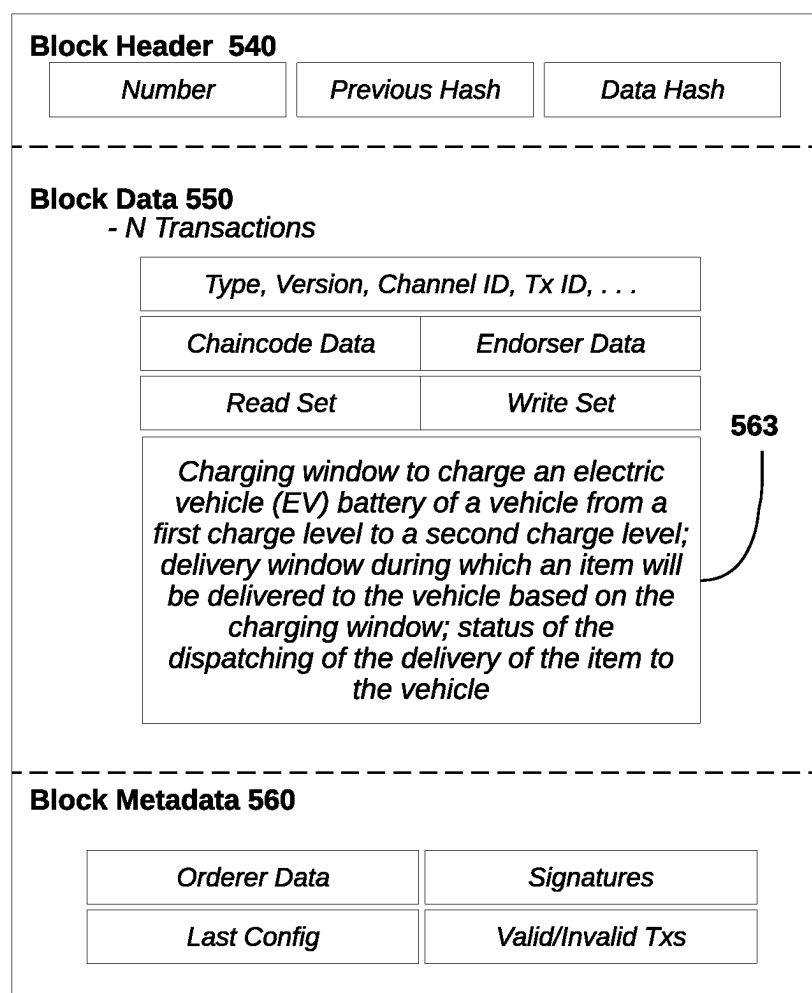 Block Header 540
Number Previous Hash Data Hash
Block Data 550
- N Transactions
Type, Version, Channel ID, Tx ID, . . .
Chaincode Data Endorser Data
Read Set Write Set
563
Charging window to charge an electric
vehicle (EV) battery of a vehicle from a
first charge level to a second charge level;
delivery window during which an item will
be delivered to the vehicle based on the
charging window; status of the
dispatching of the delivery of the item to
the vehicle
Block Metadata 560
Orderer Data Signatures
Last Config Valid/Invalid Txs